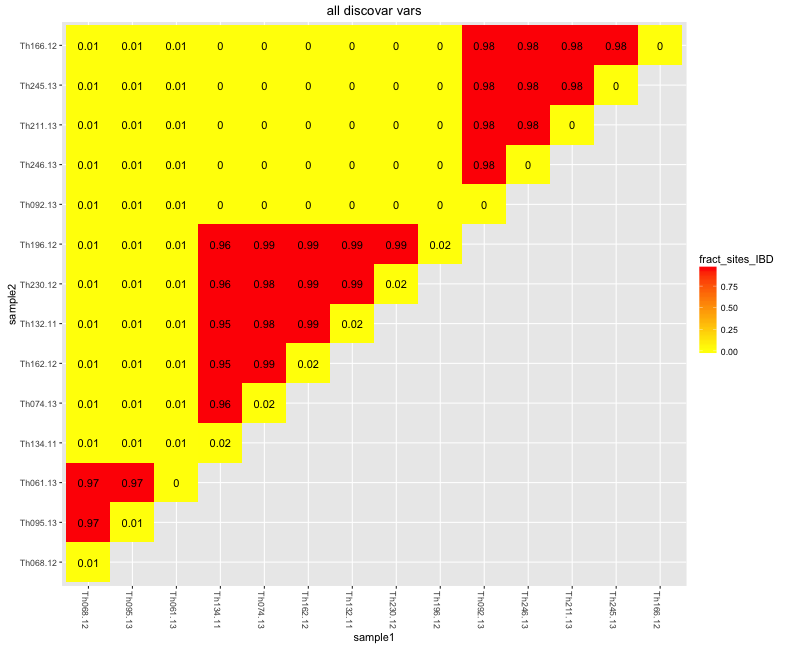 all discovar vars
Th166.12 0.01 0.01 0.01 0 0 0 0 0 0 0.98 0.98 0.98 0.98 0
Th245.13 0.01 0.01 0.01 0 0 0 0 0 0 0.98 0.98 0.98 0
Th211.13 0.01 0.01 0.01 0 0 0 0 0 0 0.98 0.98 0
Th246.13 0.01 0.01 0.01 0 0 0 0 0 0 0.98 0
Th092.13 0.01 0.01 0.01 0 0 0 0 0 0 0
Th196.12 0.01 0.01 0.01 0.96 0.99 0.99 0.99 0.99 0.02
Th230.12 0.01 0.01 0.01 0.96 0.98 0.99 0.99 0.02
Th132.11 0.01 0.01 0.01 0.95 0.98 0.99 0.02
Th162.12 0.01 0.01 0.01 0.95 0.99 0.02
Th074.13 0.01 0.01 0.01 0.96 0.02
Th134.11 0.01 0.01 0.01 0.02
Th061.13 0.97 0.97 0
Th095.13 0.97 0.01
Th068.12 0.01
Th068.12 Th095.13 Th061.13 Th134.11 Th074.13 Th162.12 Th132.11 Th230.12 Th196.12 Th092.13 Th246.13 Th211.13 Th245.13 Th166.12
sample1
sample2
fract_sites_IBD
0.75
0.50
0.25
0.00